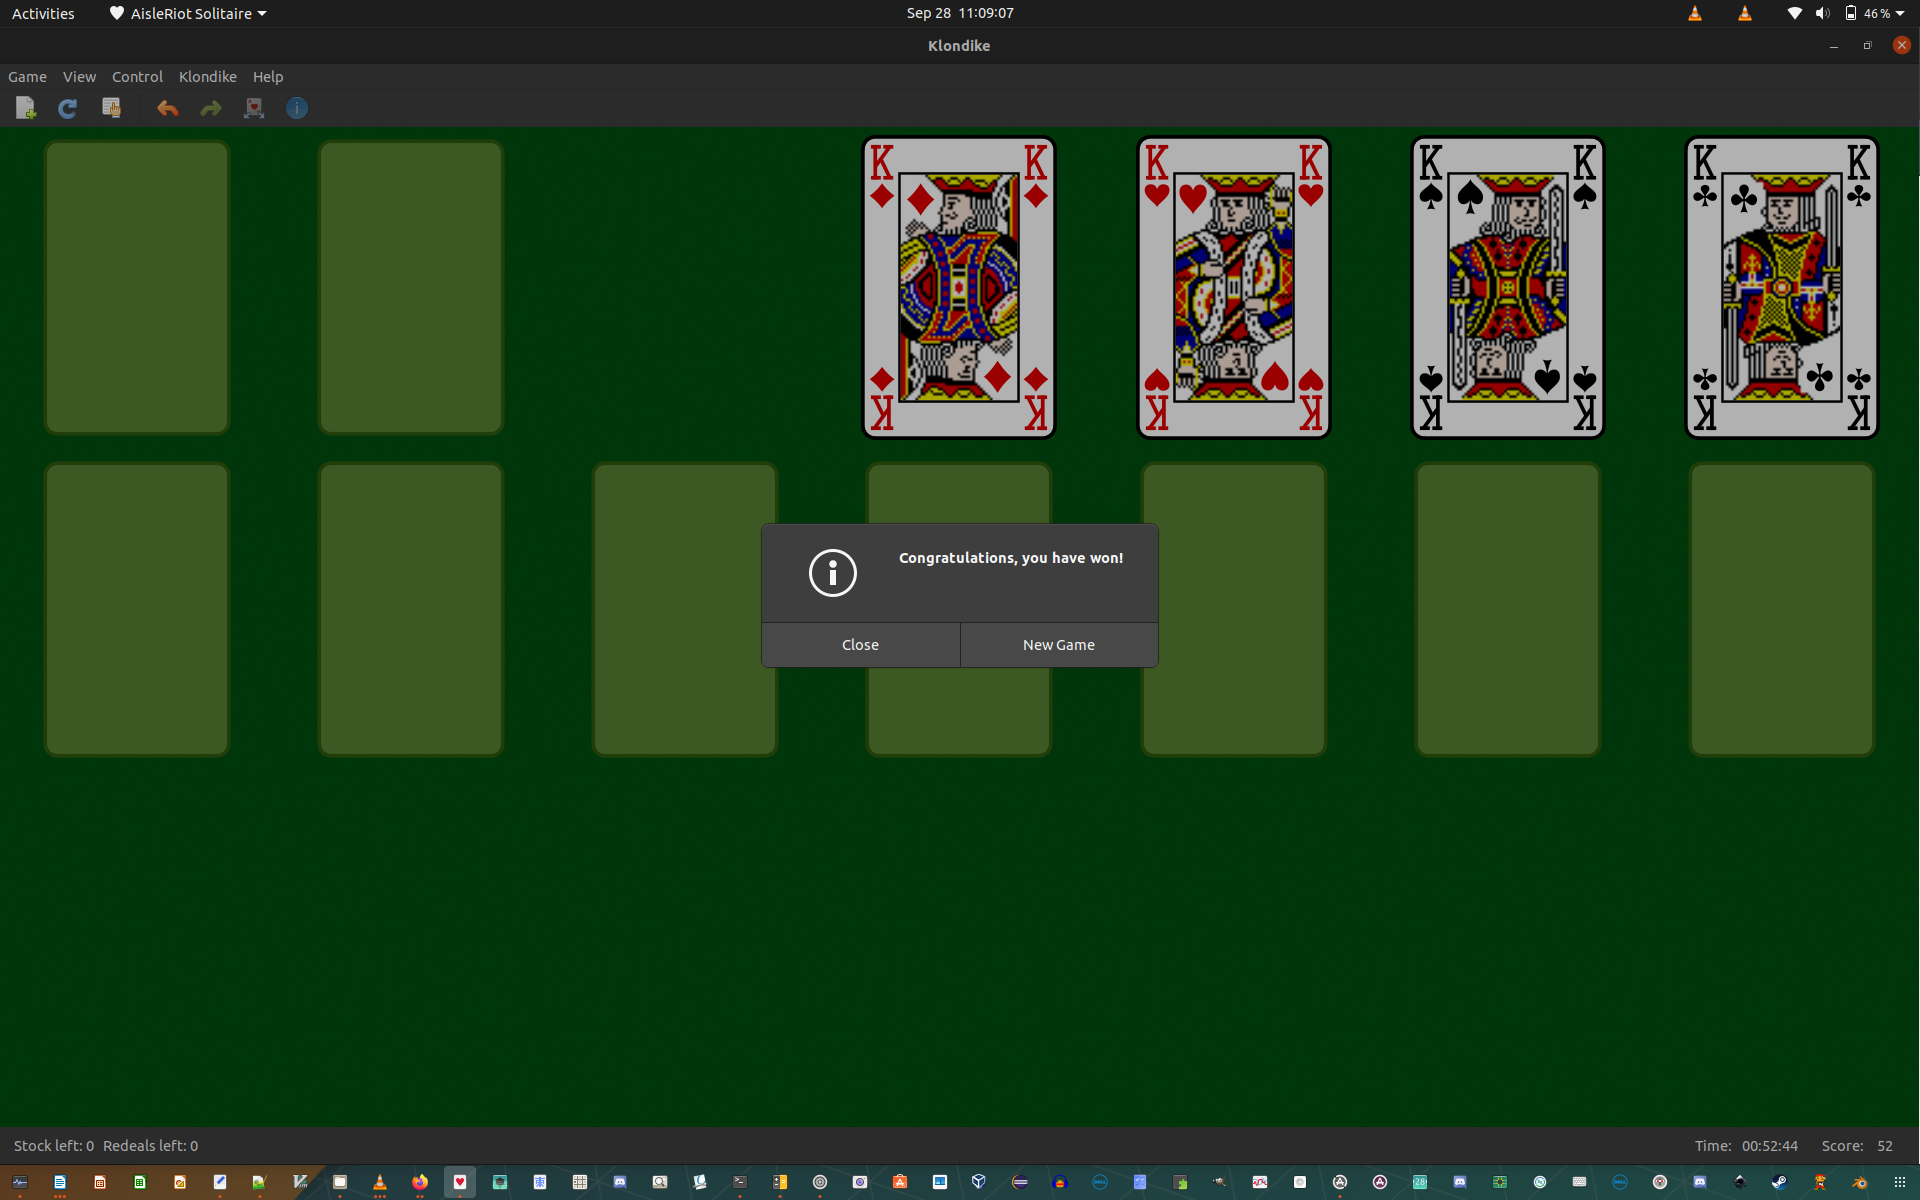 Activities AisleRiot Solitaire Sep 28 11:09:07 46 %
Klondike
Game View Control Klondike Help
K K K K K K K K
K K K K K K K K
Congratulations, you have won!
Close New Game
Stock left: 0 Redeals left: 0 Time: 00:52:44 Score: 52